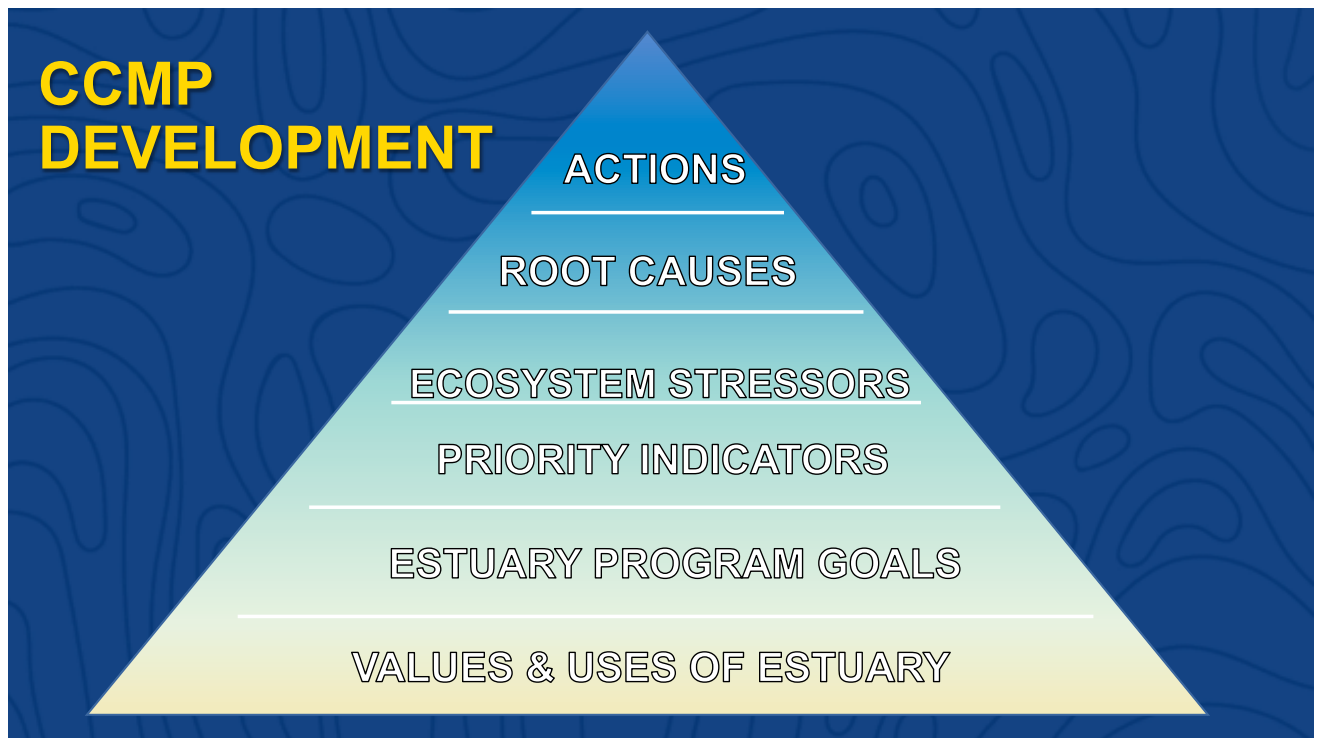 CCMP
DEVELOPMENT
ACTIONS
ROOT CAUSES
ECOSYSTEM STRESSORS
PRIORITY INDICATORS
ESTUARY PROGRAM GOALS
VALUES & USES OF ESTUARY